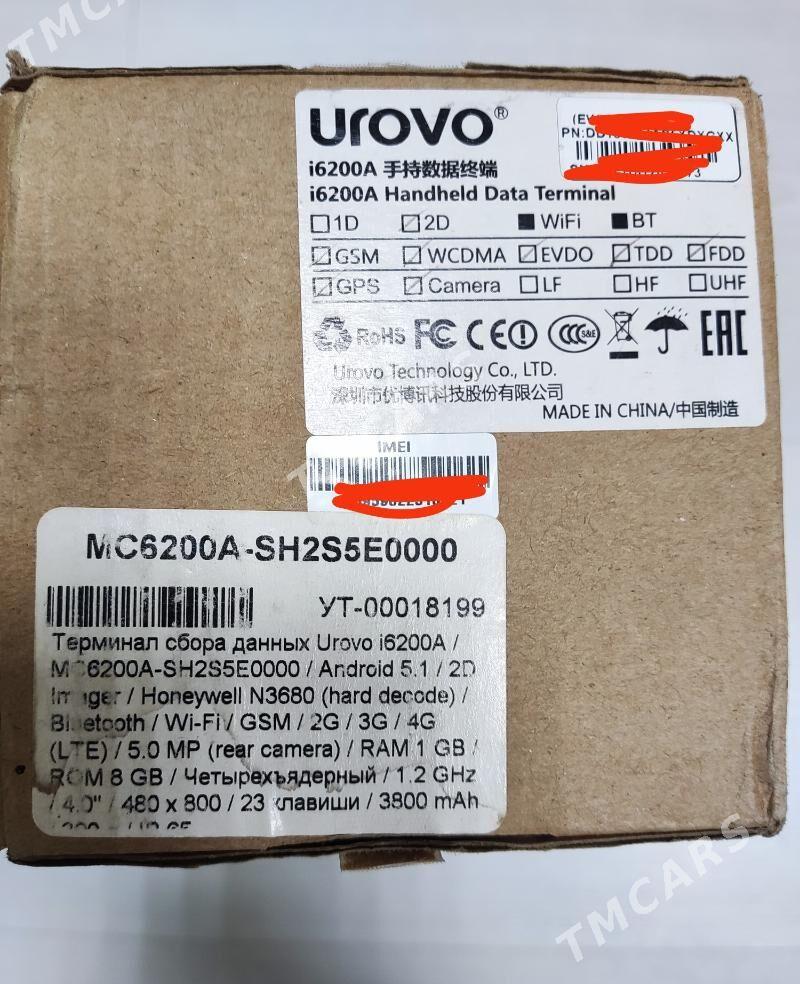 TMCARS
urovo®
i6200A 手持数据终端
i6200A Handheld Data Terminal
1D 2D WiFi BT
GSM WCDMA EVDO TDD FDD
GPS Camera LF HF UHF
RoHS FC CE CCC S&E EAC
Urovo Technology Co., LTD.
深圳市优博讯科技股份有限公司
MADE IN CHINA/中国制造
IMEI
MC6200A-SH2S5E0000
УТ-00018199
Терминал сбора данных Urovo i6200A /
MC6200A-SH2S5E0000 / Android 5.1 / 2D
Imager / Honeywell N3680 (hard decode) /
Bluetooth / Wi-Fi / GSM / 2G / 3G / 4G
(LTE) / 5.0 MP (rear camera) / RAM 1 GB /
ROM 8 GB / Четырехъядерный / 1.2 GHz
/ 4.0" / 480 x 800 / 23 клавиши / 3800 mAh
TMCARS